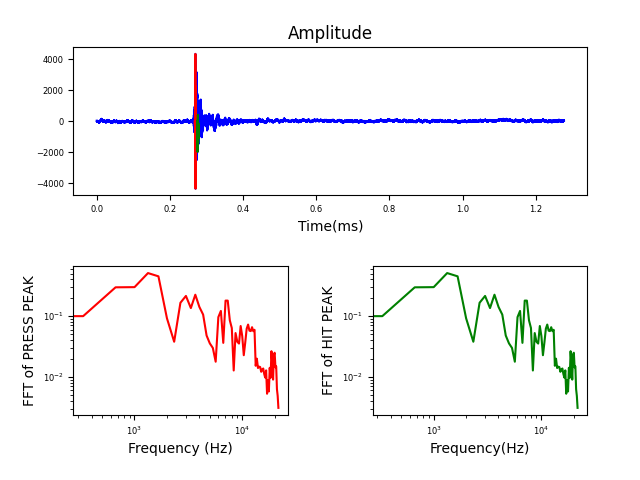 Amplitude
4000
2000
0
−2000
−4000
0.0 0.2 0.4 0.6 0.8 1.0 1.2
Time(ms)
FFT of PRESS PEAK
10⁻¹
10⁻²
10³ 10⁴
Frequency (Hz)
FFT of HIT PEAK
10⁻¹
10⁻²
10³ 10⁴
Frequency(Hz)